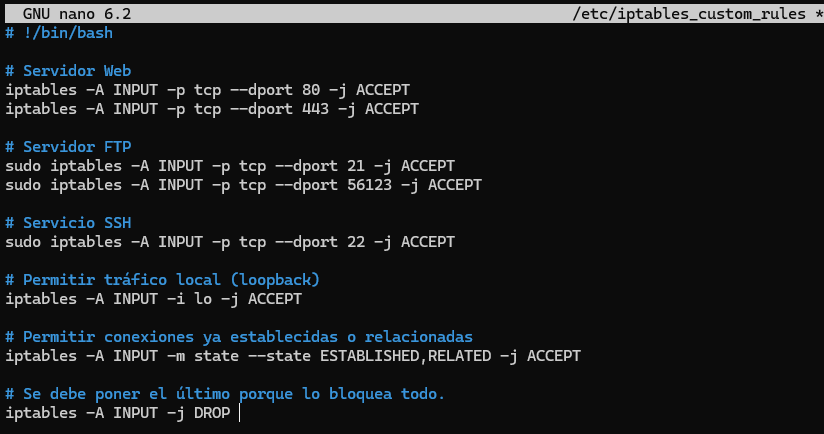 GNU nano 6.2 /etc/iptables_custom_rules *
# !/bin/bash
# Servidor Web
iptables -A INPUT -p tcp --dport 80 -j ACCEPT
iptables -A INPUT -p tcp --dport 443 -j ACCEPT
# Servidor FTP
sudo iptables -A INPUT -p tcp --dport 21 -j ACCEPT
sudo iptables -A INPUT -p tcp --dport 56123 -j ACCEPT
# Servicio SSH
sudo iptables -A INPUT -p tcp --dport 22 -j ACCEPT
# Permitir tráfico local (loopback)
iptables -A INPUT -i lo -j ACCEPT
# Permitir conexiones ya establecidas o relacionadas
iptables -A INPUT -m state --state ESTABLISHED,RELATED -j ACCEPT
# Se debe poner el último porque lo bloquea todo.
iptables -A INPUT -j DROP